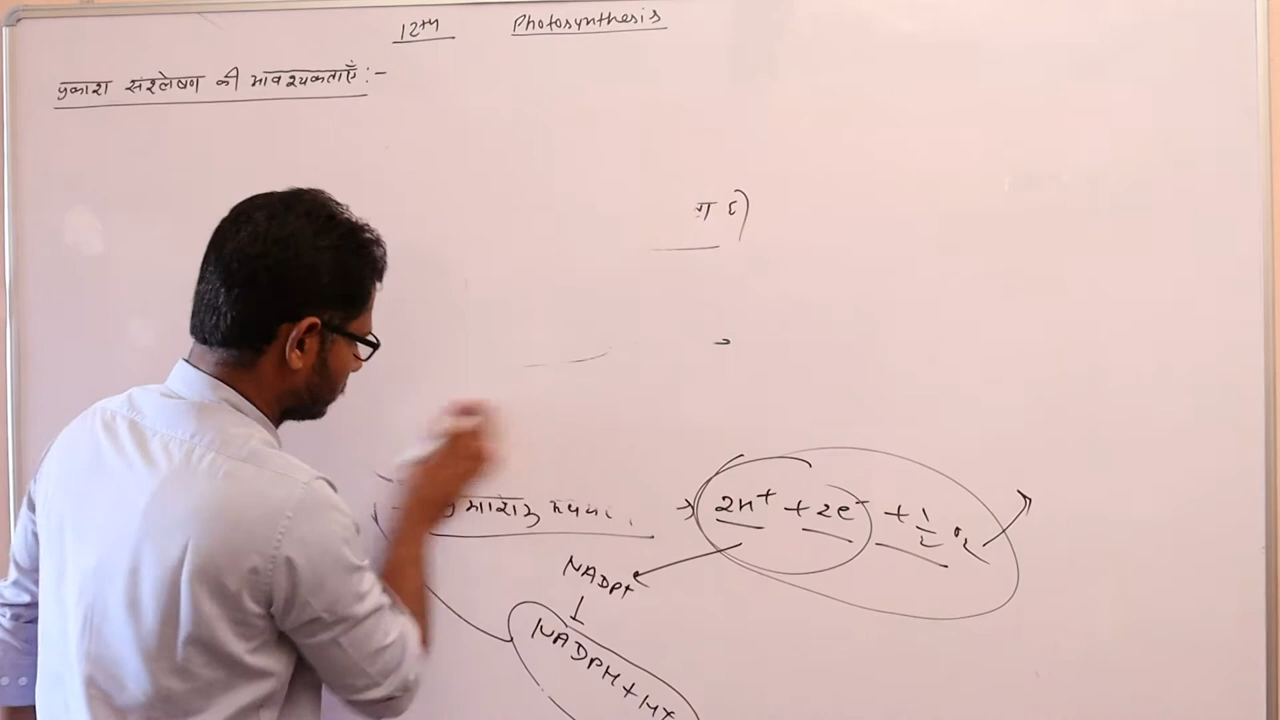 12th Photosynthesis
प्रकाश संश्लेषण की आवश्यकताएँ :-
→ 2H⁺ + 2e⁻ + 1/2 O₂
NADP+
NADPH+H+